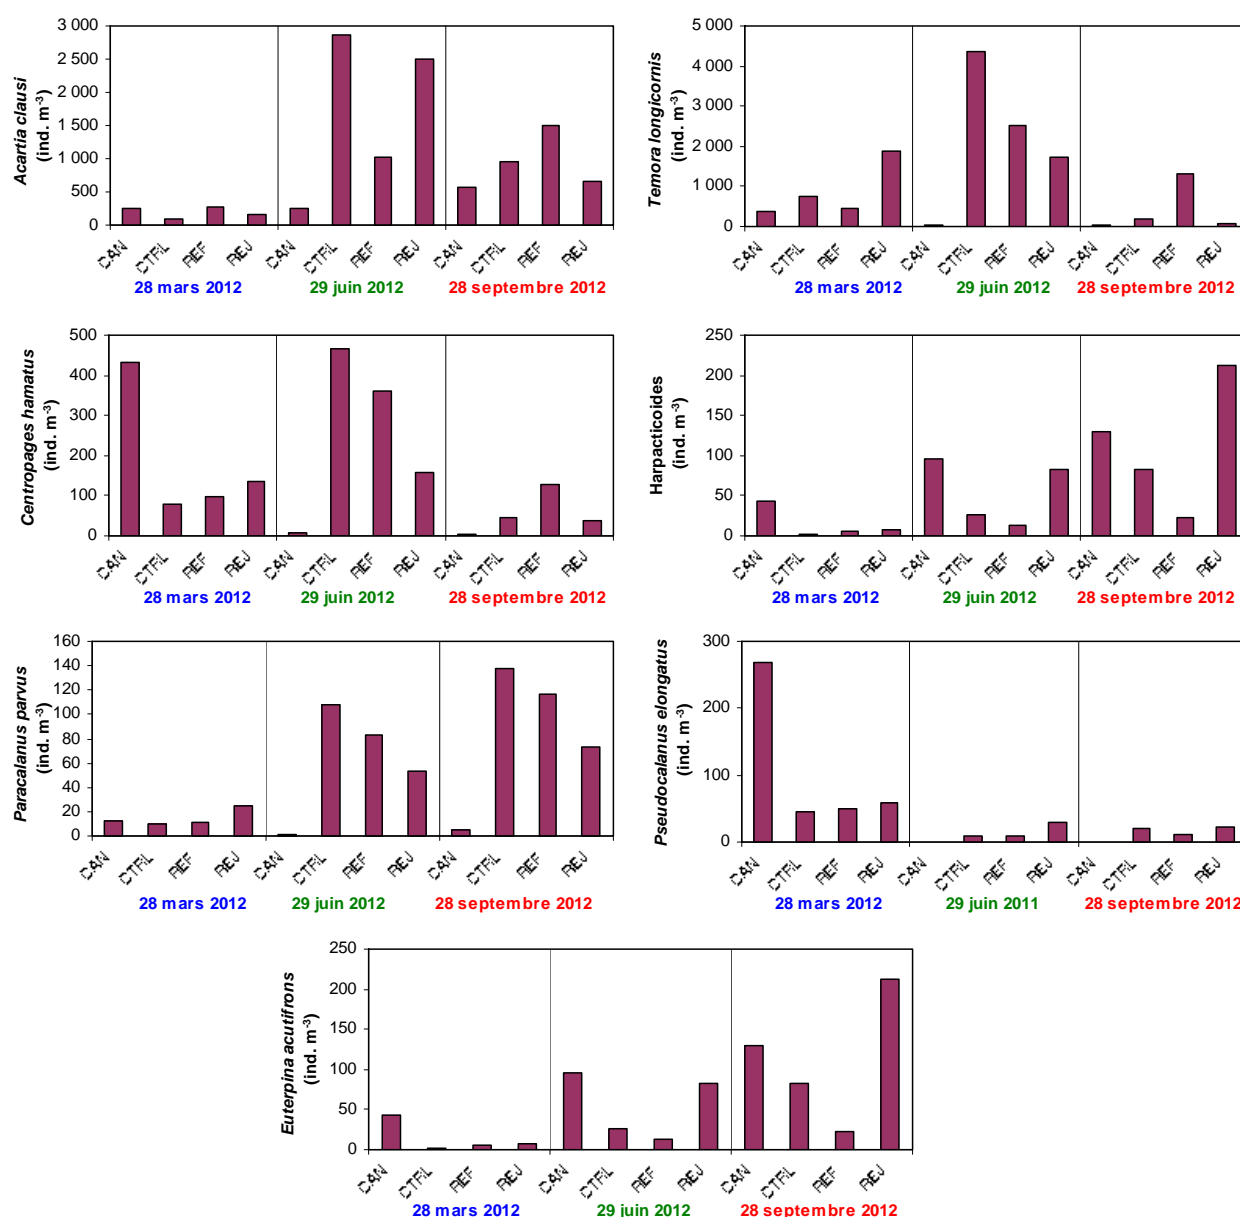 Acartia clausi
(ind. m-3)
3 000
2 500
2 000
1 500
1 000
500
0
CAN CTRL REF REJ CAN CTRL REF REJ CAN CTRL REF REJ
28 mars 2012 29 juin 2012 28 septembre 2012
Temora longicornis
(ind. m-3)
5 000
4 000
3 000
2 000
1 000
0
CAN CTRL REF REJ CAN CTRL REF REJ CAN CTRL REF REJ
28 mars 2012 29 juin 2012 28 septembre 2012
Centropages hamatus
(ind. m-3)
500
400
300
200
100
0
CAN CTRL REF REJ CAN CTRL REF REJ CAN CTRL REF REJ
28 mars 2012 29 juin 2012 28 septembre 2012
Harpacticoides
(ind. m-3)
250
200
150
100
50
0
CAN CTRL REF REJ CAN CTRL REF REJ CAN CTRL REF REJ
28 mars 2012 29 juin 2012 28 septembre 2012
Paracalanus parvus
(ind. m-3)
160
140
120
100
80
60
40
20
0
CAN CTRL REF REJ CAN CTRL REF REJ CAN CTRL REF REJ
28 mars 2012 29 juin 2012 28 septembre 2012
Pseudocalanus elongatus
(ind. m-3)
300
200
100
0
CAN CTRL REF REJ CAN CTRL REF REJ CAN CTRL REF REJ
28 mars 2012 29 juin 2011 28 septembre 2012
Euterpina acutifrons
(ind. m-3)
250
200
150
100
50
0
CAN CTRL REF REJ CAN CTRL REF REJ CAN CTRL REF REJ
28 mars 2012 29 juin 2012 28 septembre 2012